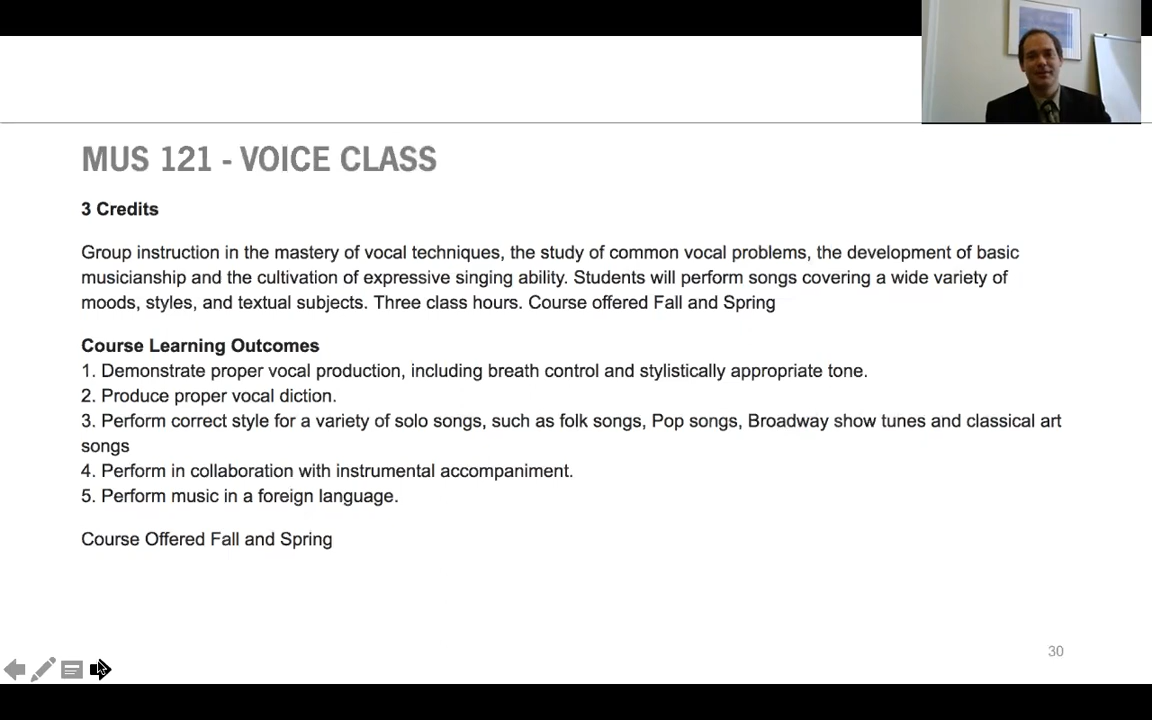 MUS 121 - VOICE CLASS
3 Credits
Group instruction in the mastery of vocal techniques, the study of common vocal problems, the development of basic
musicianship and the cultivation of expressive singing ability. Students will perform songs covering a wide variety of
moods, styles, and textual subjects. Three class hours. Course offered Fall and Spring
Course Learning Outcomes
1. Demonstrate proper vocal production, including breath control and stylistically appropriate tone.
2. Produce proper vocal diction.
3. Perform correct style for a variety of solo songs, such as folk songs, Pop songs, Broadway show tunes and classical art
songs
4. Perform in collaboration with instrumental accompaniment.
5. Perform music in a foreign language.
Course Offered Fall and Spring
30